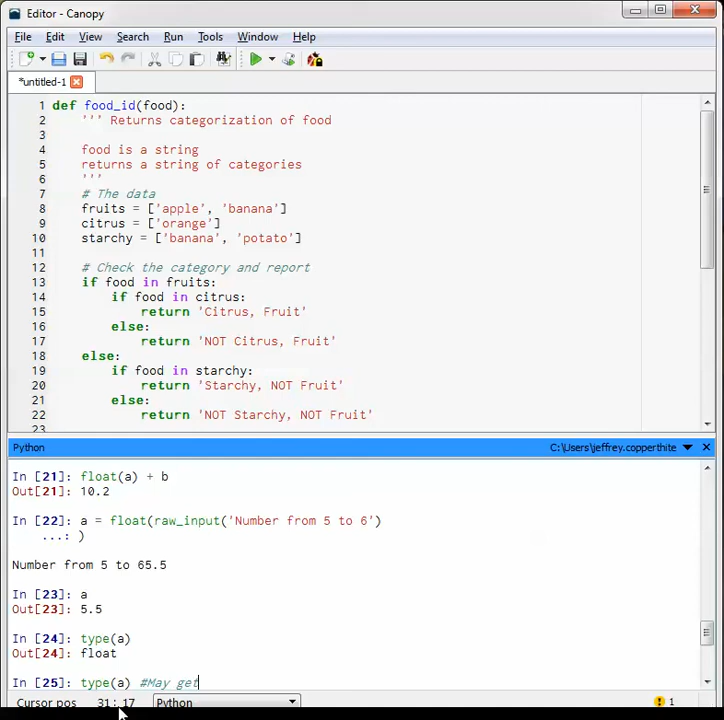 Editor - Canopy
File Edit View Search Run Tools Window Help
*untitled-1
1 def food_id(food):
2 ''' Returns categorization of food
3
4 food is a string
5 returns a string of categories
6 '''
7 # The data
8 fruits = ['apple', 'banana']
9 citrus = ['orange']
10 starchy = ['banana', 'potato']
11
12 # Check the category and report
13 if food in fruits:
14 if food in citrus:
15 return 'Citrus, Fruit'
16 else:
17 return 'NOT Citrus, Fruit'
18 else:
19 if food in starchy:
20 return 'Starchy, NOT Fruit'
21 else:
22 return 'NOT Starchy, NOT Fruit'
23
Python C:\Users\jeffrey.copperthite
In [21]: float(a) + b
Out[21]: 10.2
In [22]: a = float(raw_input('Number from 5 to 6')
...: )
Number from 5 to 65.5
In [23]: a
Out[23]: 5.5
In [24]: type(a)
Out[24]: float
In [25]: type(a) #May get
Cursor pos 31: 17 Python 1